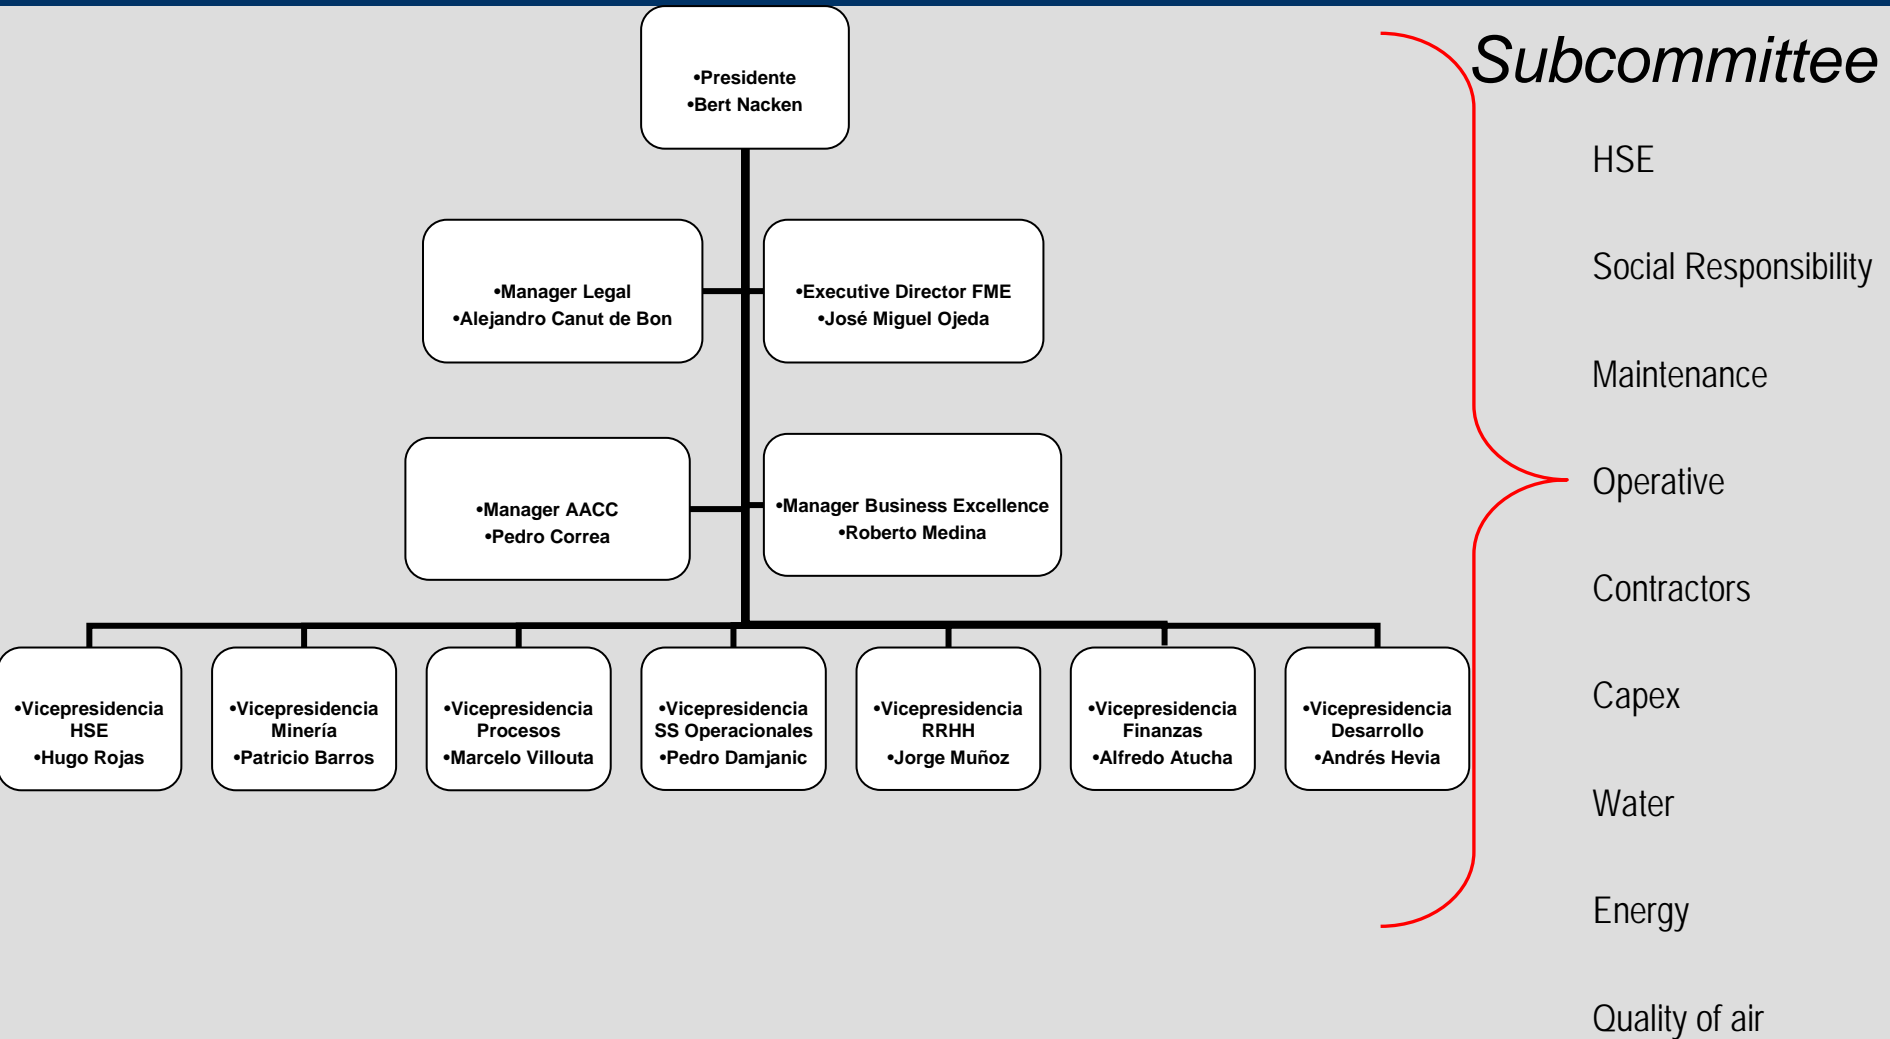 •Presidente
•Bert Nacken
•Manager Legal
•Alejandro Canut de Bon
•Executive Director FME
•José Miguel Ojeda
•Manager AACC
•Pedro Correa
•Manager Business Excellence
•Roberto Medina
•Vicepresidencia
HSE
•Hugo Rojas
•Vicepresidencia
Minería
•Patricio Barros
•Vicepresidencia
Procesos
•Marcelo Villouta
•Vicepresidencia
SS Operacionales
•Pedro Damjanic
•Vicepresidencia
RRHH
•Jorge Muñoz
•Vicepresidencia
Finanzas
•Alfredo Atucha
•Vicepresidencia
Desarrollo
•Andrés Hevia
Subcommittee
HSE
Social Responsibility
Maintenance
Operative
Contractors
Capex
Water
Energy
Quality of air